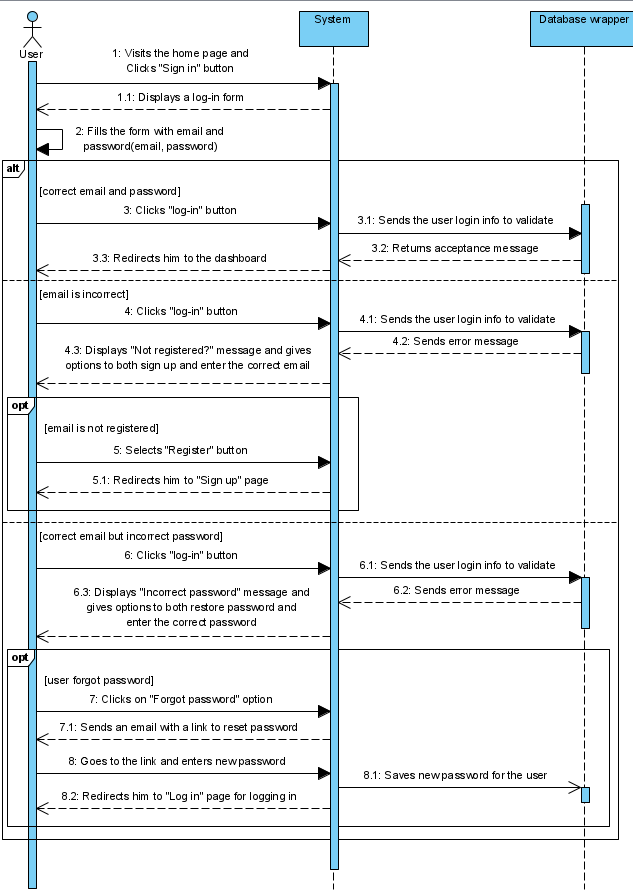 System
Database wrapper
User
1: Visits the home page and
Clicks "Sign in" button
1.1: Displays a log-in form
2: Fills the form with email and
password(email, password)
alt
[correct email and password]
3: Clicks "log-in" button
3.1: Sends the user login info to validate
3.2: Returns acceptance message
3.3: Redirects him to the dashboard
[email is incorrect]
4: Clicks "log-in" button
4.1: Sends the user login info to validate
4.2: Sends error message
4.3: Displays "Not registered?" message and gives
options to both sign up and enter the correct email
opt
[email is not registered]
5: Selects "Register" button
5.1: Redirects him to "Sign up" page
[correct email but incorrect password]
6: Clicks "log-in" button
6.1: Sends the user login info to validate
6.2: Sends error message
6.3: Displays "Incorrect password" message and
gives options to both restore password and
enter the correct password
opt
[user forgot password]
7: Clicks on "Forgot password" option
7.1: Sends an email with a link to reset password
8: Goes to the link and enters new password
8.1: Saves new password for the user
8.2: Redirects him to "Log in" page for logging in